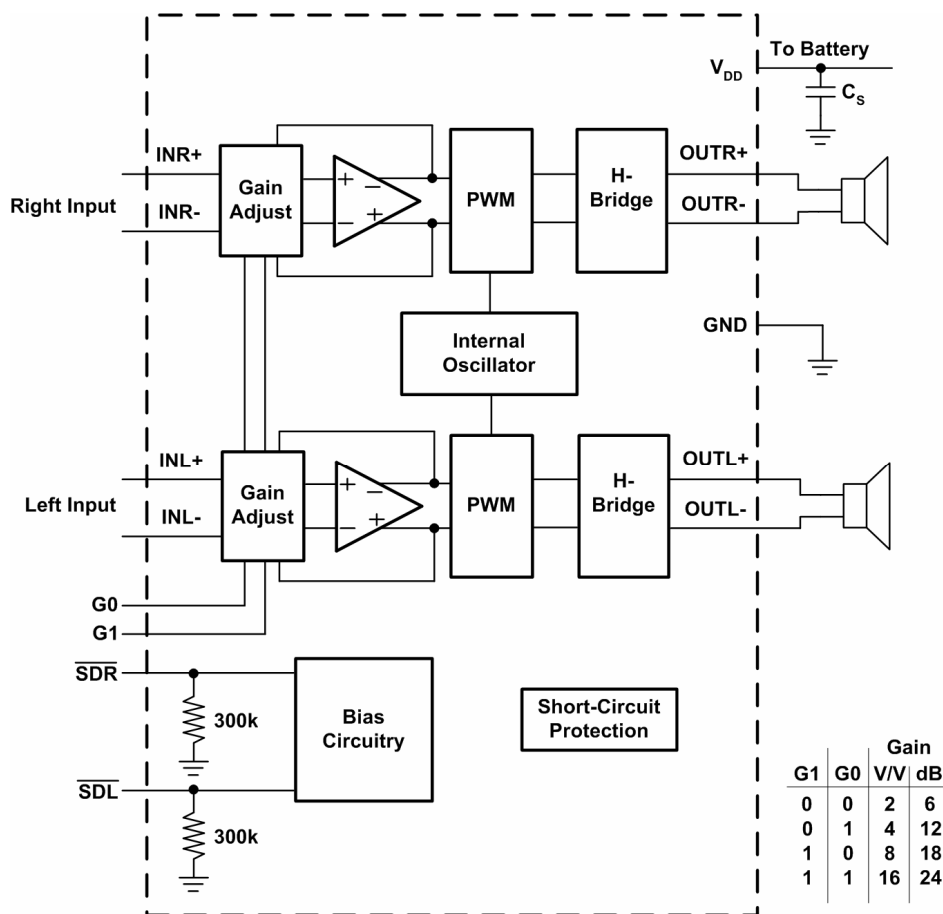 To Battery
V_DD
C_S
INR+
INR-
Right Input
Gain
Adjust
+
−
−
+
PWM
H-
Bridge
OUTR+
OUTR-
Internal
Oscillator
GND
INL+
INL-
Left Input
Gain
Adjust
+
−
−
+
PWM
H-
Bridge
OUTL+
OUTL-
G0
G1
SDR
300k
SDL
300k
Bias
Circuitry
Short-Circuit
Protection
Gain
G1 G0 V/V dB
0 0 2 6
0 1 4 12
1 0 8 18
1 1 16 24